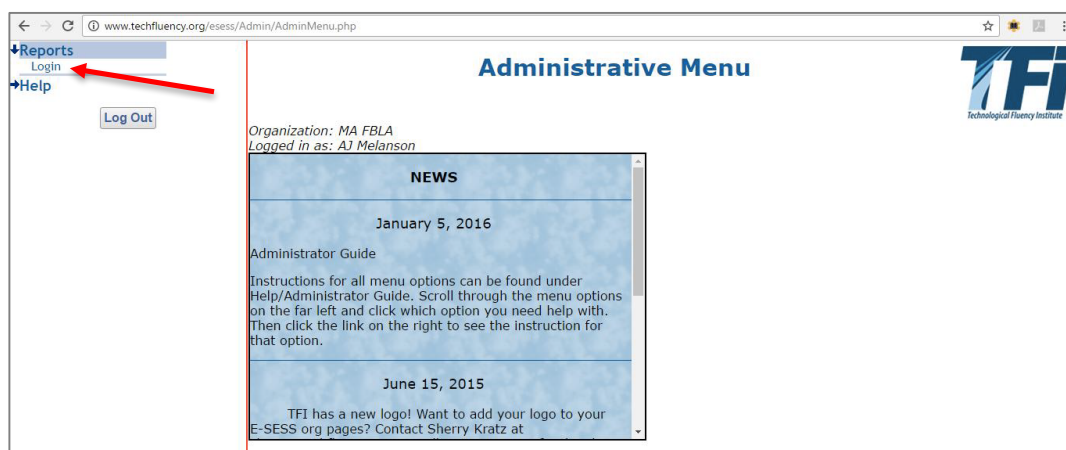 www.techfluency.org/esess/Admin/AdminMenu.php
Reports
Login
Help
Log Out
Administrative Menu
TFi
Technological Fluency Institute
Organization: MA FBLA
Logged in as: AJ Melanson
NEWS
January 5, 2016
Administrator Guide
Instructions for all menu options can be found under
Help/Administrator Guide. Scroll through the menu options
on the far left and click which option you need help with.
Then click the link on the right to see the instruction for
that option.
June 15, 2015
TFI has a new logo! Want to add your logo to your
E-SESS org pages? Contact Sherry Kratz at